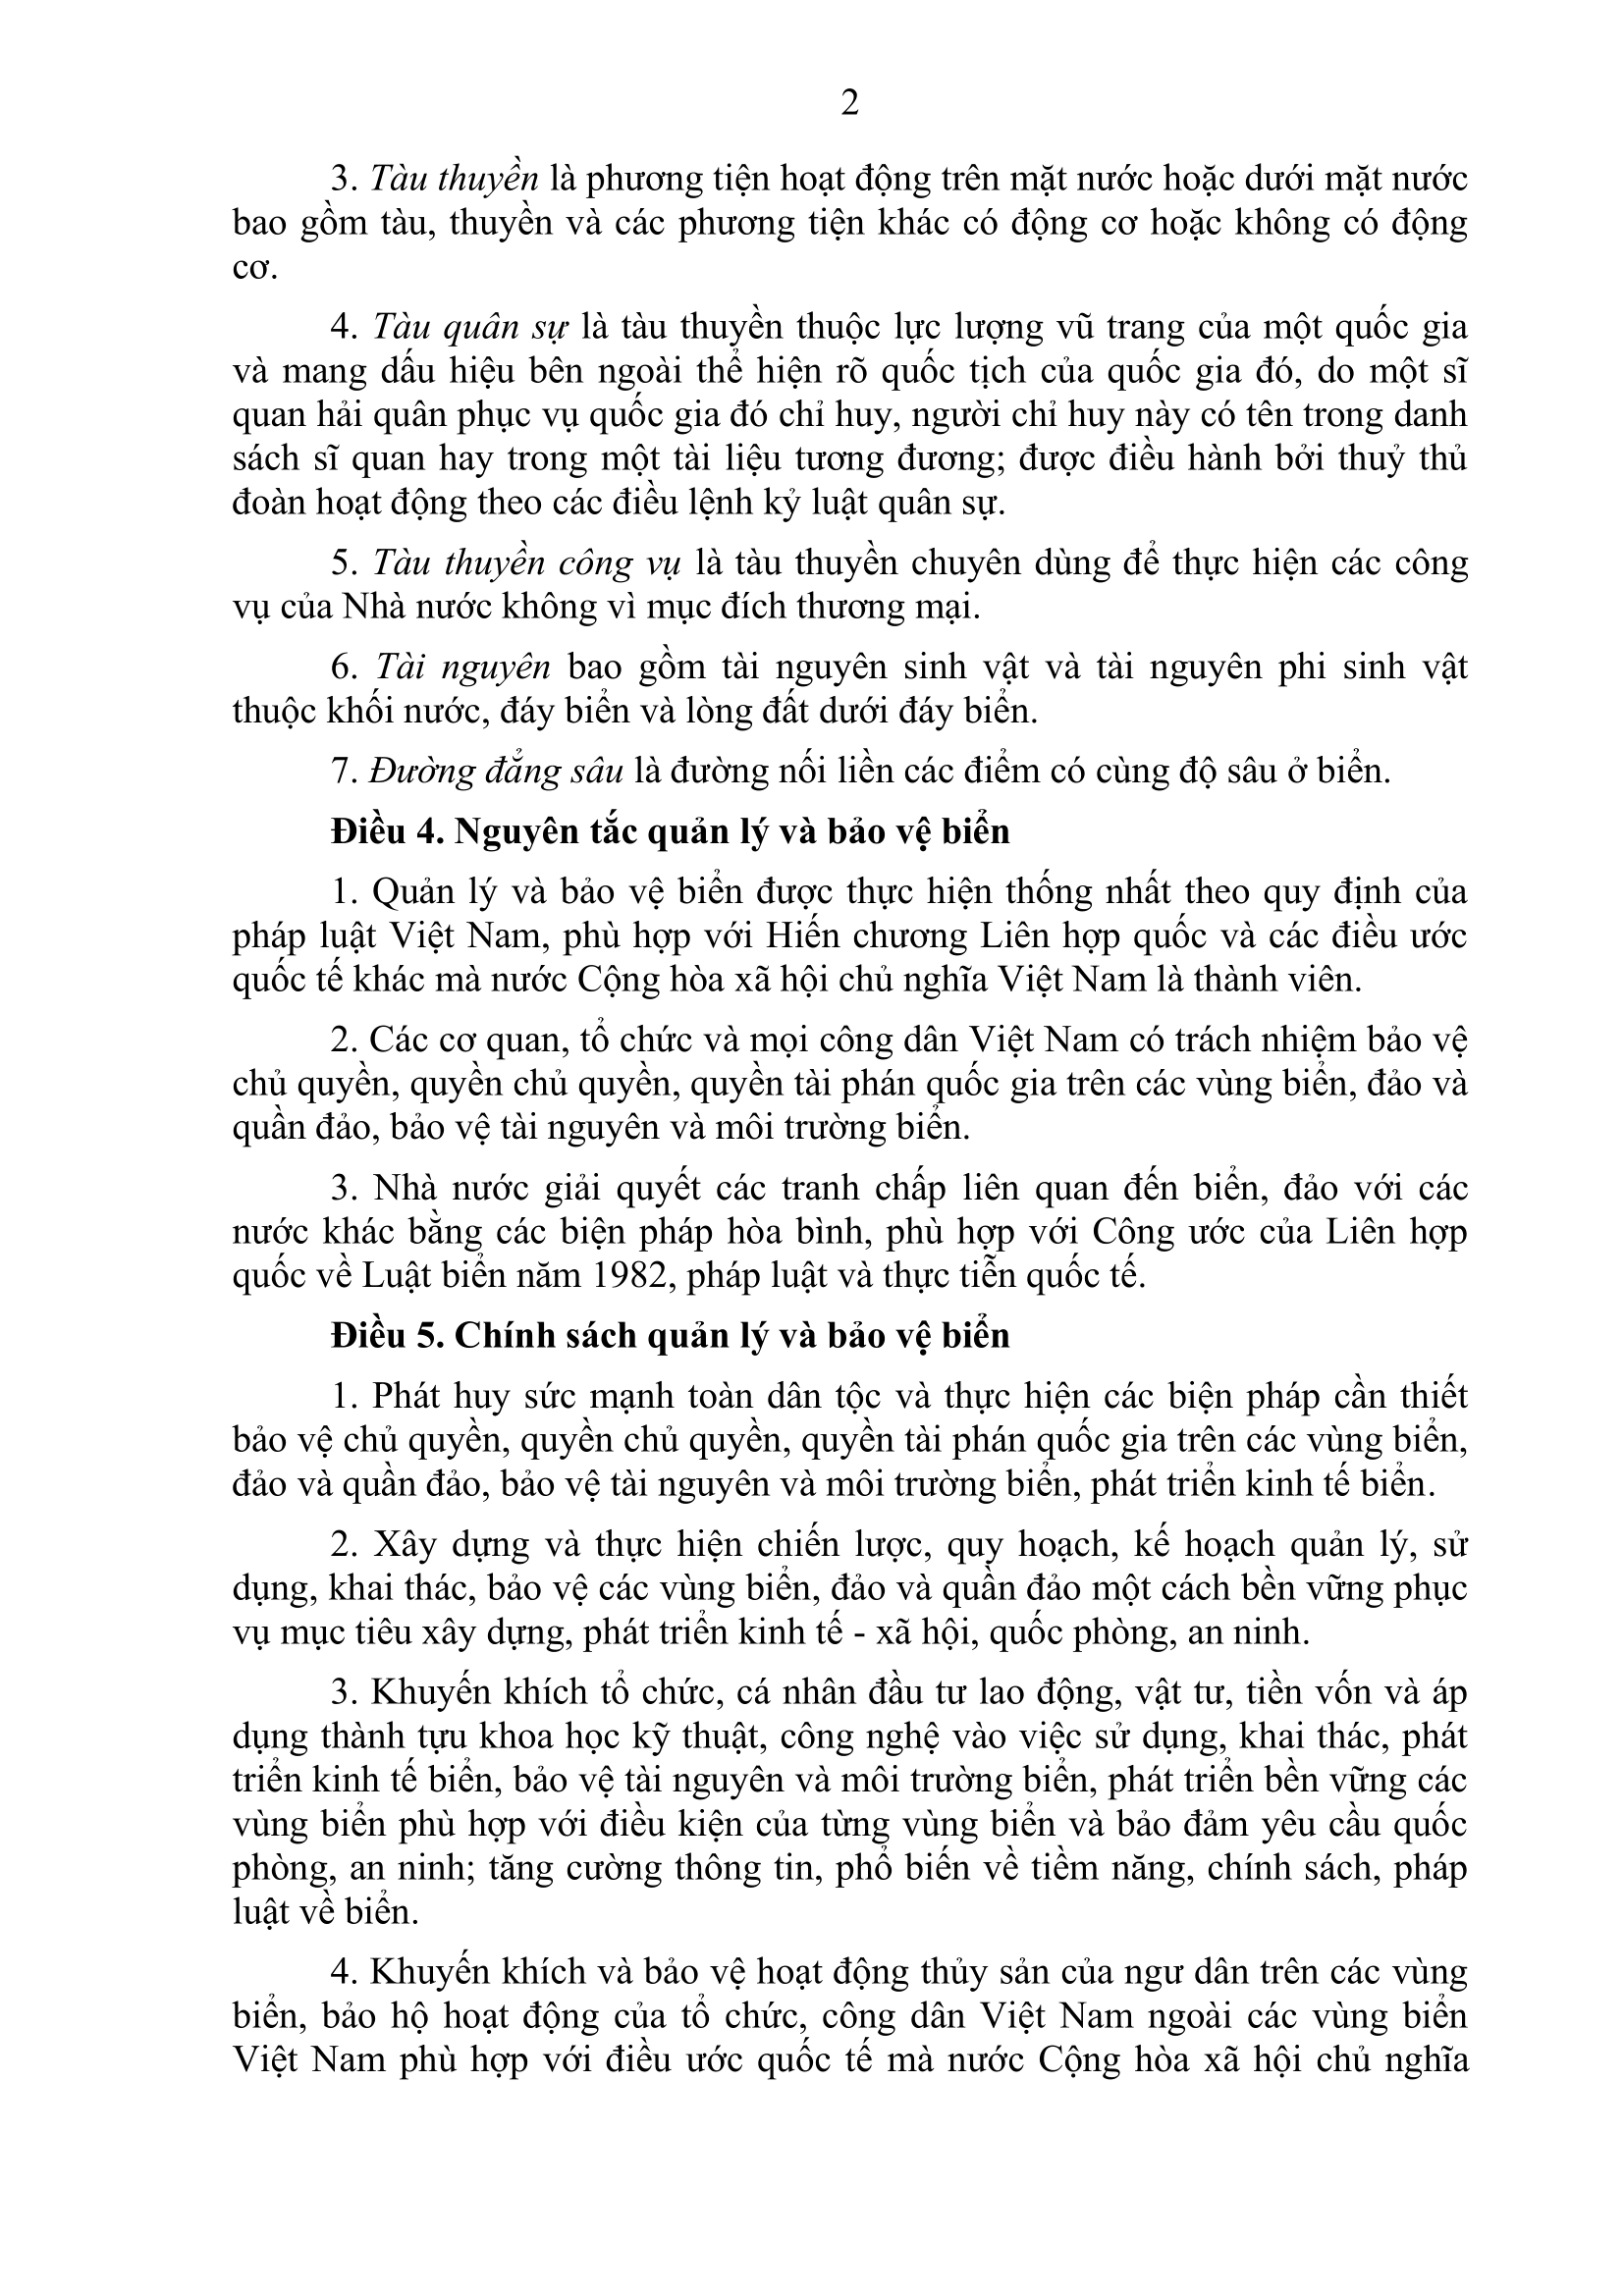 2
3. Tàu thuyền là phương tiện hoạt động trên mặt nước hoặc dưới mặt nước
bao gồm tàu, thuyền và các phương tiện khác có động cơ hoặc không có động
cơ.
4. Tàu quân sự là tàu thuyền thuộc lực lượng vũ trang của một quốc gia
và mang dấu hiệu bên ngoài thể hiện rõ quốc tịch của quốc gia đó, do một sĩ
quan hải quân phục vụ quốc gia đó chỉ huy, người chỉ huy này có tên trong danh
sách sĩ quan hay trong một tài liệu tương đương; được điều hành bởi thuỷ thủ
đoàn hoạt động theo các điều lệnh kỷ luật quân sự.
5. Tàu thuyền công vụ là tàu thuyền chuyên dùng để thực hiện các công
vụ của Nhà nước không vì mục đích thương mại.
6. Tài nguyên bao gồm tài nguyên sinh vật và tài nguyên phi sinh vật
thuộc khối nước, đáy biển và lòng đất dưới đáy biển.
7. Đường đẳng sâu là đường nối liền các điểm có cùng độ sâu ở biển.
Điều 4. Nguyên tắc quản lý và bảo vệ biển
1. Quản lý và bảo vệ biển được thực hiện thống nhất theo quy định của
pháp luật Việt Nam, phù hợp với Hiến chương Liên hợp quốc và các điều ước
quốc tế khác mà nước Cộng hòa xã hội chủ nghĩa Việt Nam là thành viên.
2. Các cơ quan, tổ chức và mọi công dân Việt Nam có trách nhiệm bảo vệ
chủ quyền, quyền chủ quyền, quyền tài phán quốc gia trên các vùng biển, đảo và
quần đảo, bảo vệ tài nguyên và môi trường biển.
3. Nhà nước giải quyết các tranh chấp liên quan đến biển, đảo với các
nước khác bằng các biện pháp hòa bình, phù hợp với Công ước của Liên hợp
quốc về Luật biển năm 1982, pháp luật và thực tiễn quốc tế.
Điều 5. Chính sách quản lý và bảo vệ biển
1. Phát huy sức mạnh toàn dân tộc và thực hiện các biện pháp cần thiết
bảo vệ chủ quyền, quyền chủ quyền, quyền tài phán quốc gia trên các vùng biển,
đảo và quần đảo, bảo vệ tài nguyên và môi trường biển, phát triển kinh tế biển.
2. Xây dựng và thực hiện chiến lược, quy hoạch, kế hoạch quản lý, sử
dụng, khai thác, bảo vệ các vùng biển, đảo và quần đảo một cách bền vững phục
vụ mục tiêu xây dựng, phát triển kinh tế - xã hội, quốc phòng, an ninh.
3. Khuyến khích tổ chức, cá nhân đầu tư lao động, vật tư, tiền vốn và áp
dụng thành tựu khoa học kỹ thuật, công nghệ vào việc sử dụng, khai thác, phát
triển kinh tế biển, bảo vệ tài nguyên và môi trường biển, phát triển bền vững các
vùng biển phù hợp với điều kiện của từng vùng biển và bảo đảm yêu cầu quốc
phòng, an ninh; tăng cường thông tin, phổ biến về tiềm năng, chính sách, pháp
luật về biển.
4. Khuyến khích và bảo vệ hoạt động thủy sản của ngư dân trên các vùng
biển, bảo hộ hoạt động của tổ chức, công dân Việt Nam ngoài các vùng biển
Việt Nam phù hợp với điều ước quốc tế mà nước Cộng hòa xã hội chủ nghĩa